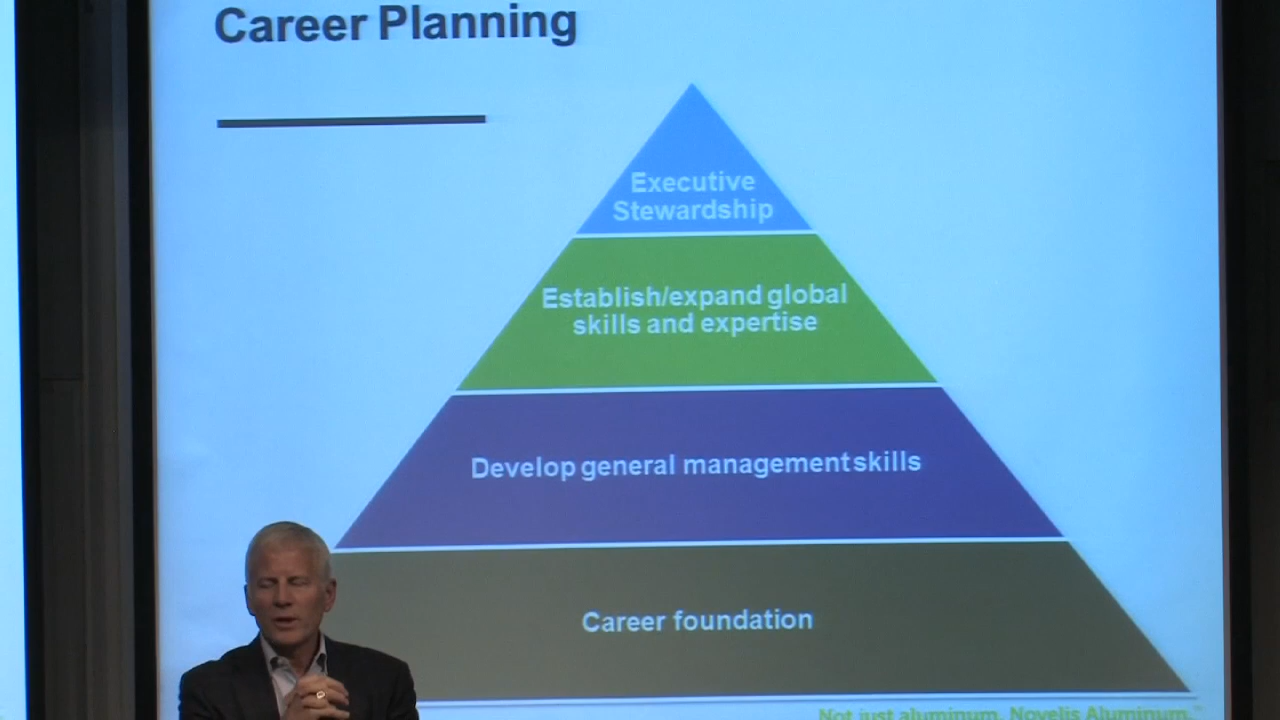 Career Planning
Executive
Stewardship
Establish/expand global
skills and expertise
Develop general management skills
Career foundation
Not just aluminum, Novelis Aluminum.™